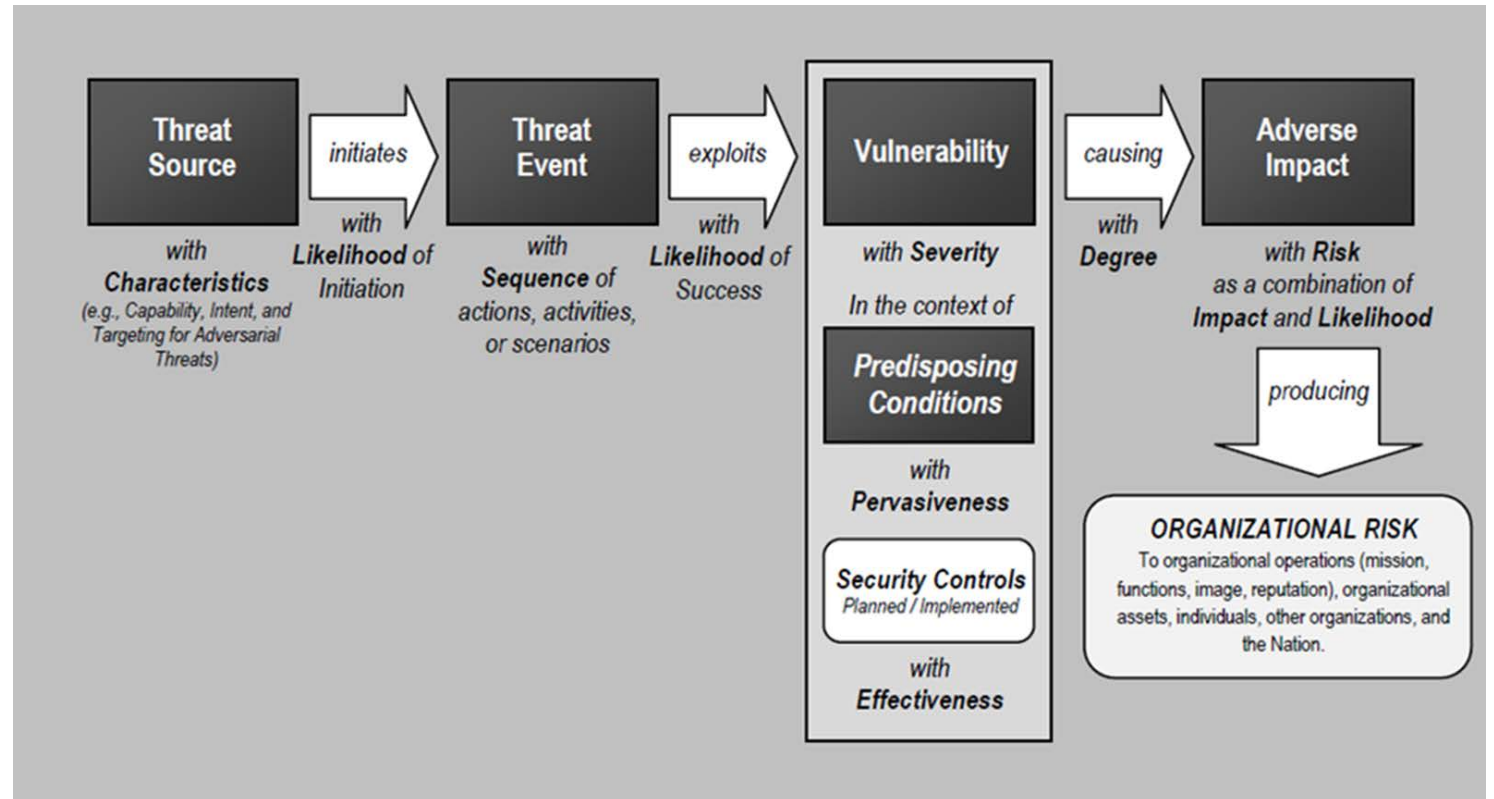 Threat
Source
initiates
Threat
Event
exploits
Vulnerability
causing
Adverse
Impact
with
Characteristics
(e.g., Capability, Intent, and
Targeting for Adversarial
Threats)
with
Likelihood of
Initiation
with
Sequence of
actions, activities,
or scenarios
with
Likelihood of
Success
with Severity
In the context of
Predisposing
Conditions
with
Pervasiveness
Security Controls
Planned / Implemented
with
Effectiveness
with
Degree
with Risk
as a combination of
Impact and Likelihood
producing
ORGANIZATIONAL RISK
To organizational operations (mission,
functions, image, reputation), organizational
assets, individuals, other organizations, and
the Nation.